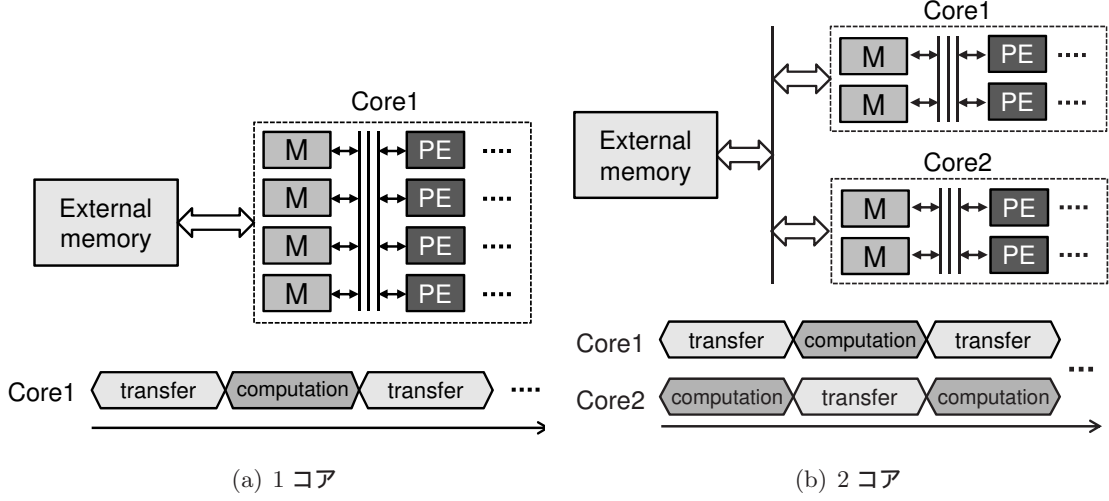 Core1
External
memory
M
PE
····
M
PE
····
M
PE
····
M
PE
····
Core1
transfer
computation
transfer
····
(a) 1 コア
Core1
M
PE
····
M
PE
····
External
memory
Core2
M
PE
····
M
PE
····
Core1
transfer
computation
transfer
Core2
computation
transfer
computation
···
(b) 2 コア